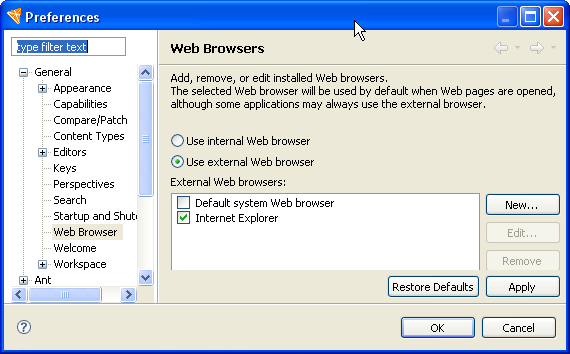 Preferences
type filter text
General
Appearance
Capabilities
Compare/Patch
Content Types
Editors
Keys
Perspectives
Search
Startup and Shut
Web Browser
Welcome
Workspace
Ant
Web Browsers
Add, remove, or edit installed Web browsers.
The selected Web browser will be used by default when Web pages are opened,
although some applications may always use the external browser.
Use internal Web browser
Use external Web browser
External Web browsers:
Default system Web browser
Internet Explorer
New...
Edit...
Remove
Restore Defaults
Apply
?
OK
Cancel